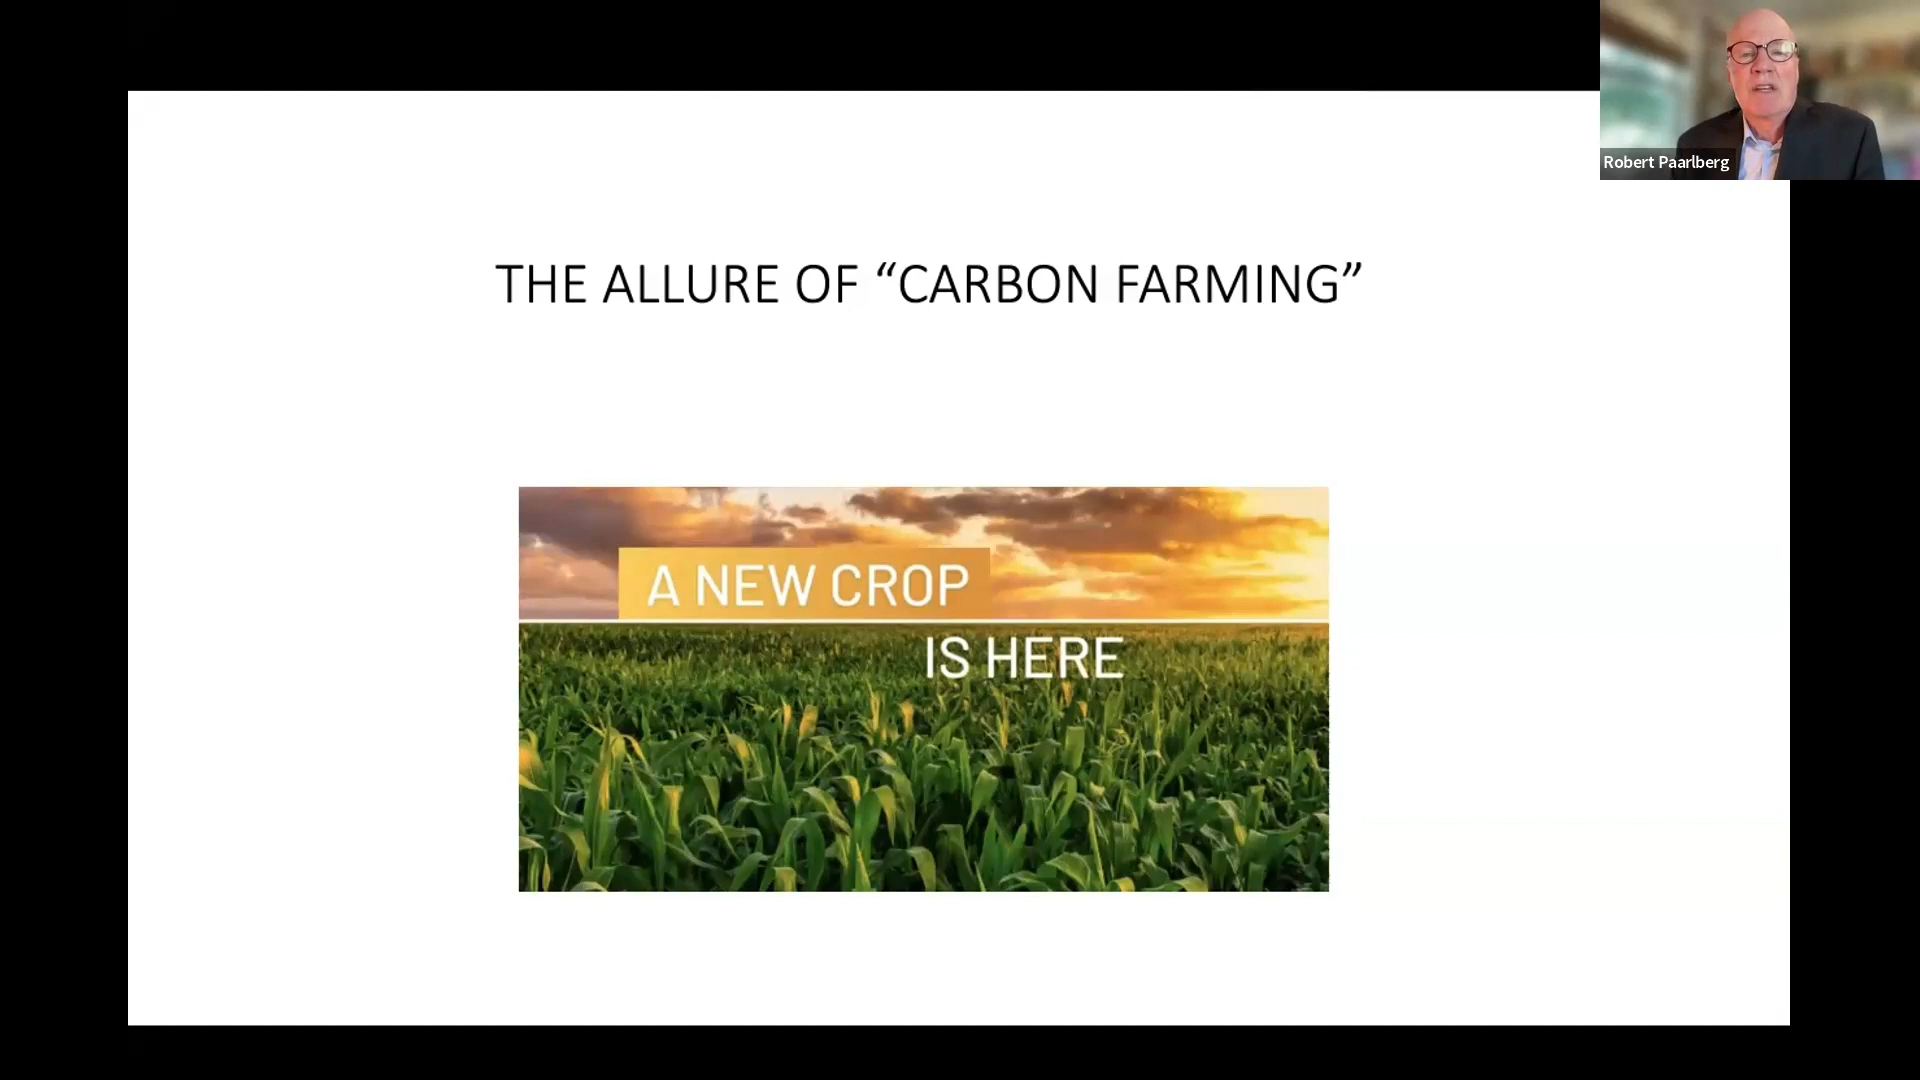 Robert Paarlberg
THE ALLURE OF “CARBON FARMING”
A NEW CROP
IS HERE